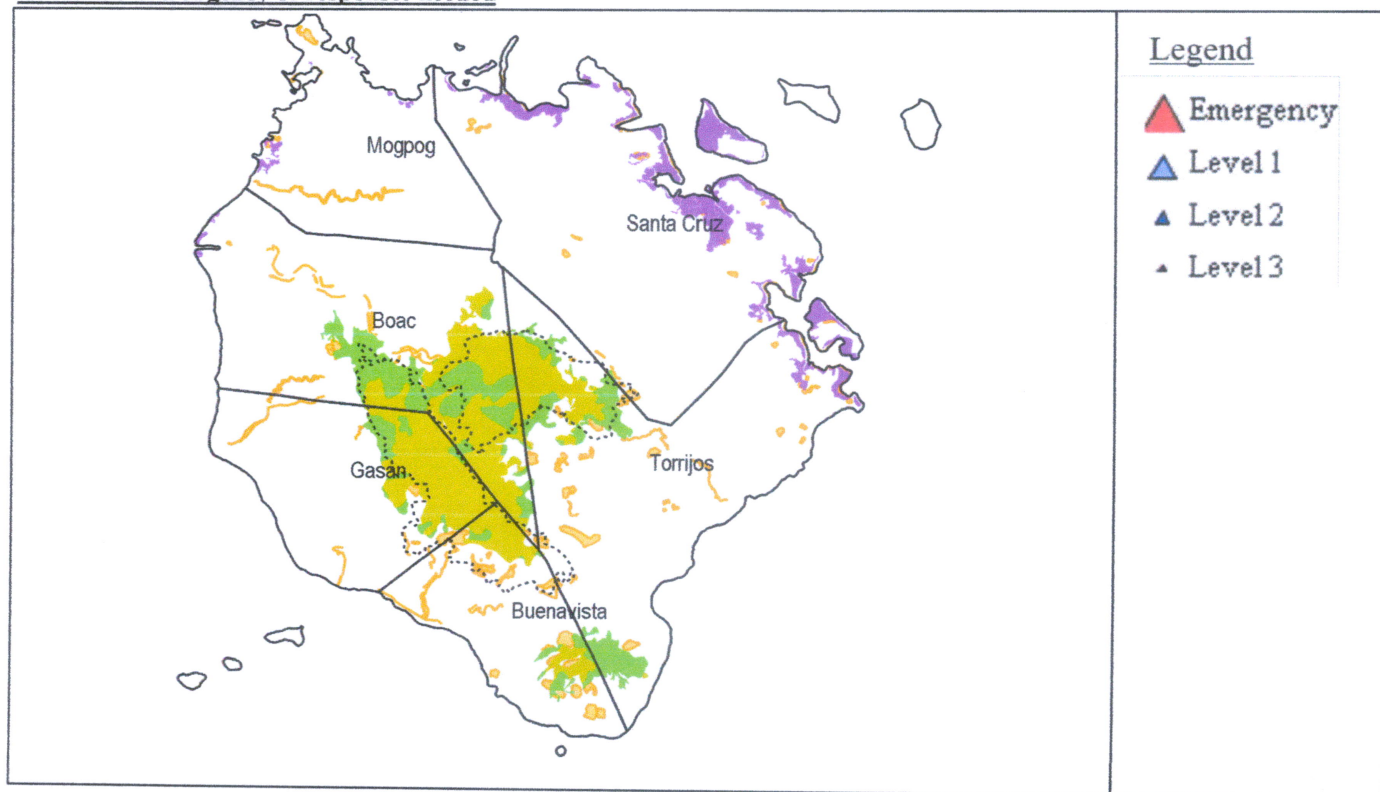 Legend
Emergency
Level 1
Level 2
Level 3
Mogpog
Santa Cruz
Boac
Gasan
Torrijos
Buenavista